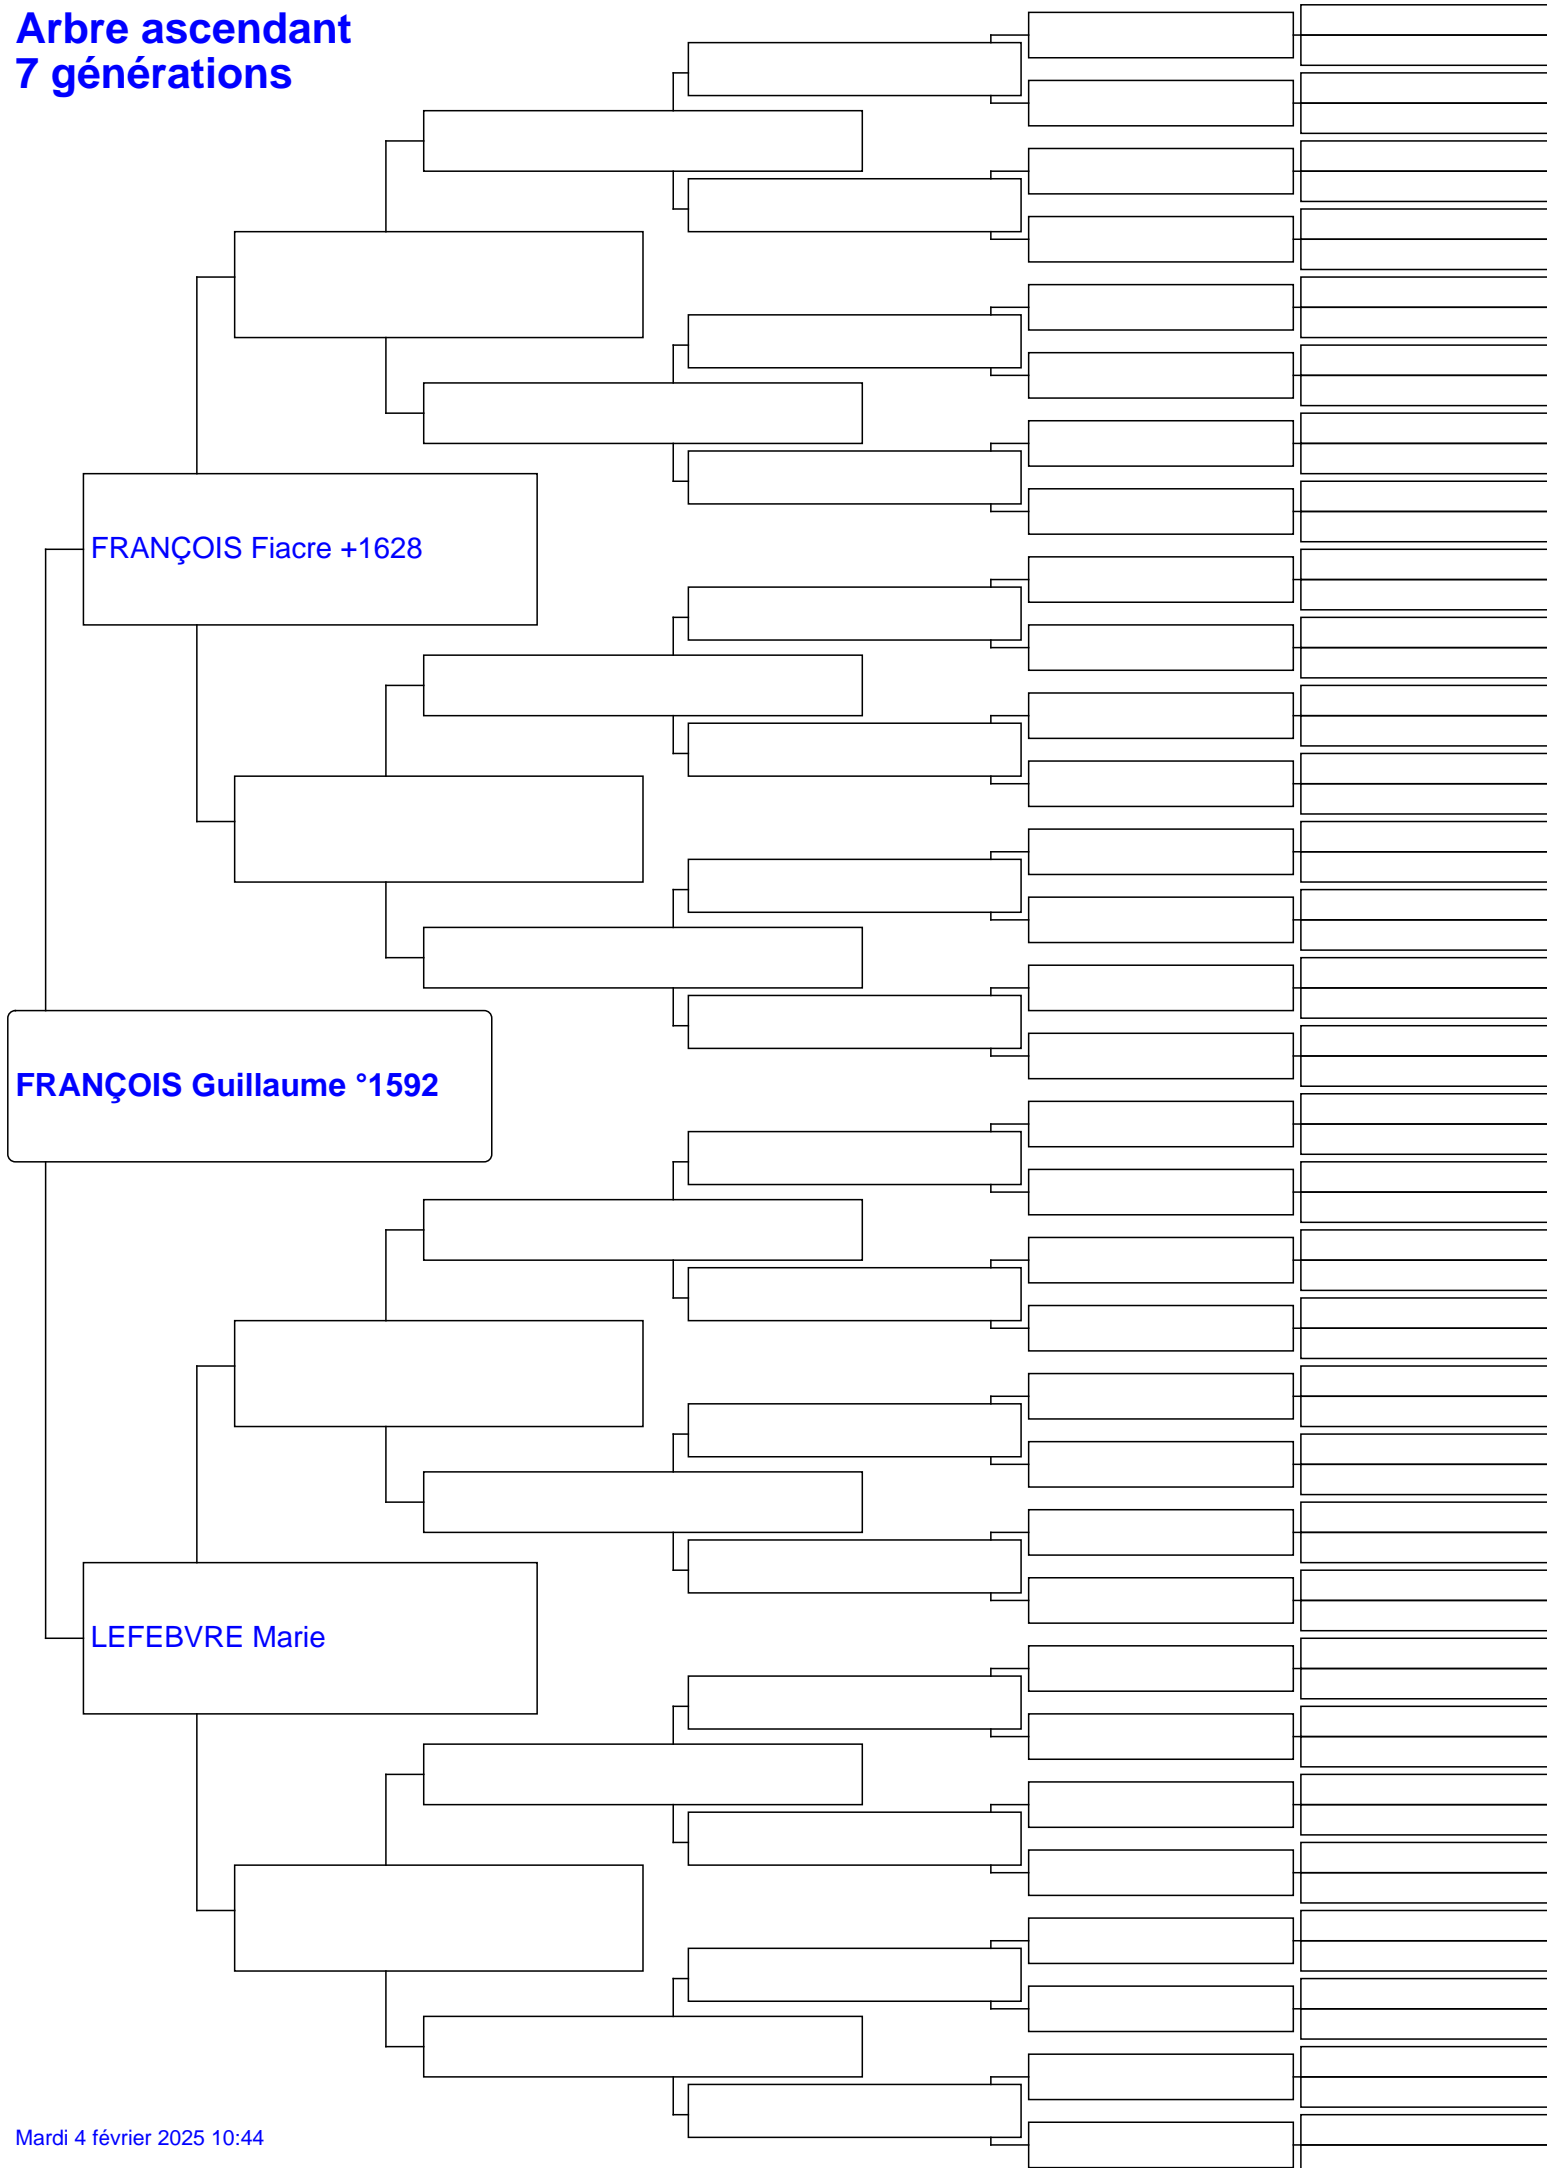 Arbre ascendant
7 générations
FRANÇOIS Fiacre +1628
FRANÇOIS Guillaume °1592
LEFEBVRE Marie
Mardi 4 février 2025 10:44